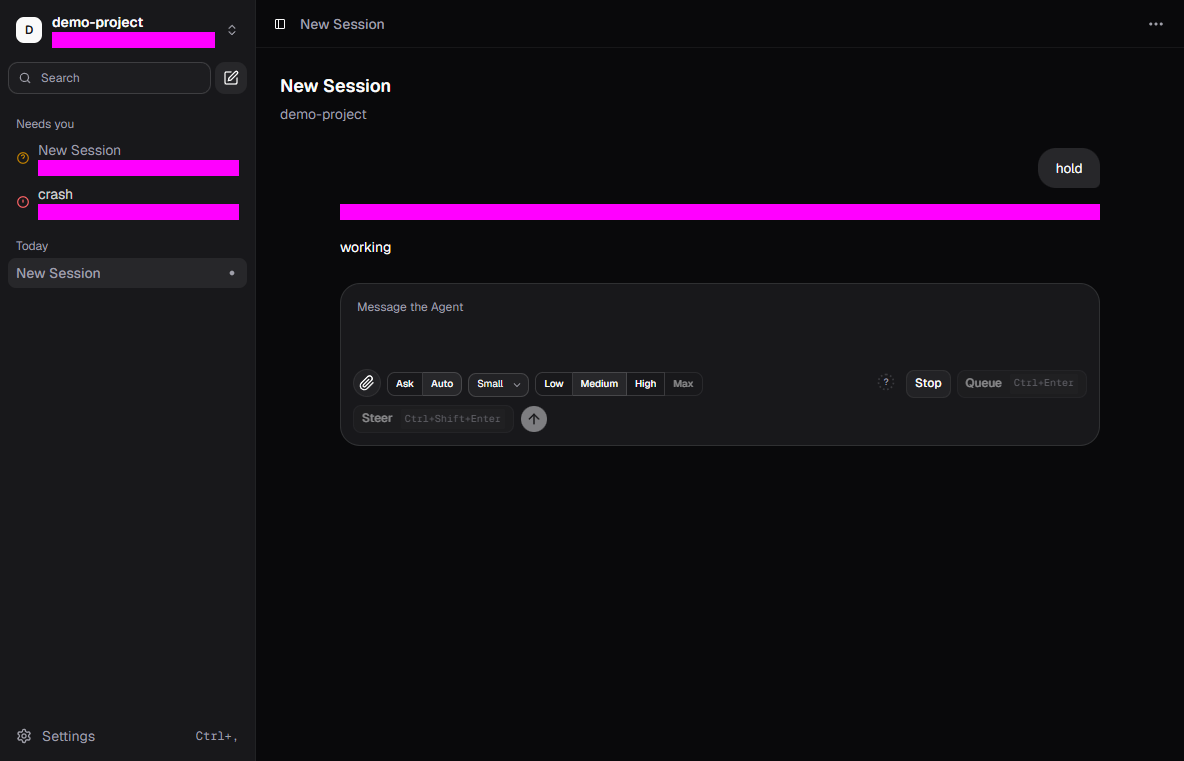 D demo-project
Search
Needs you
New Session
crash
Today
New Session
Settings Ctrl+,
New Session
New Session
demo-project
hold
working
Message the Agent
Ask Auto Small Low Medium High Max ? Stop Queue Ctrl+Enter
Steer Ctrl+Shift+Enter